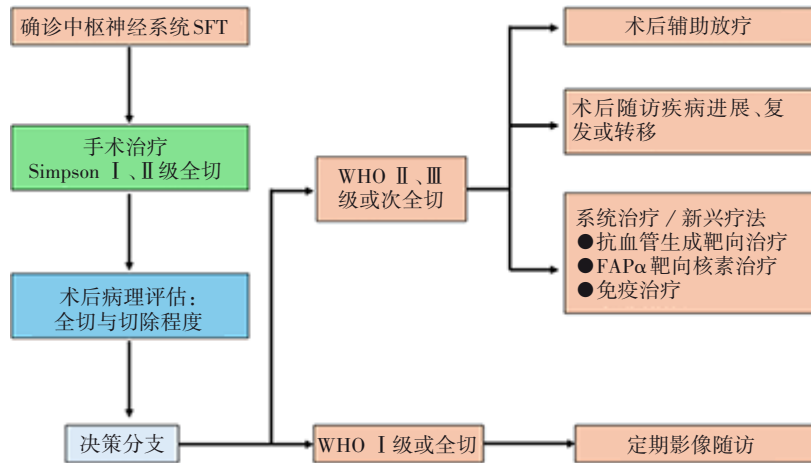 确诊中枢神经系统SFT
手术治疗
Simpson Ⅰ、Ⅱ级全切
术后病理评估：
全切与切除程度
决策分支
WHO Ⅱ、Ⅲ
级或次全切
WHO Ⅰ级或全切
术后辅助放疗
术后随访疾病进展、复
发或转移
系统治疗/新兴疗法
●抗血管生成靶向治疗
●FAPα靶向核素治疗
●免疫治疗
定期影像随访